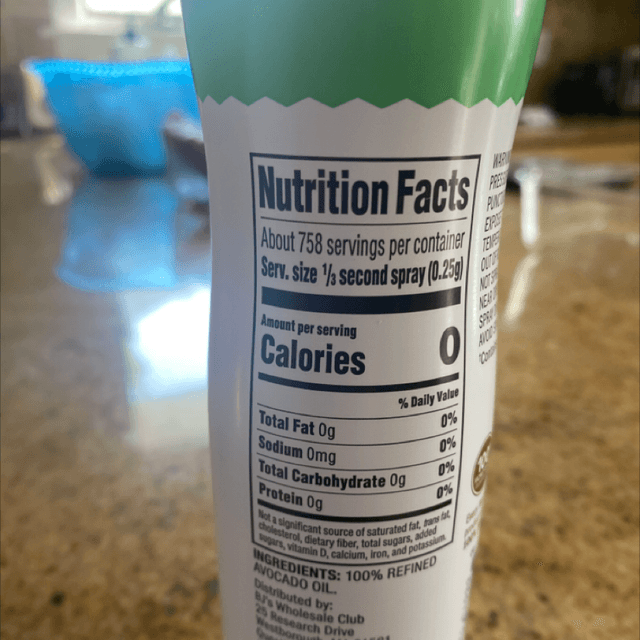 Nutrition Facts
About 758 servings per container
Serv. size 1/3 second spray (0.25g)
Amount per serving
Calories 0
% Daily Value
Total Fat 0g 0%
Sodium 0mg 0%
Total Carbohydrate 0g 0%
Protein 0g 0%
Not a significant source of saturated fat, trans fat,
cholesterol, dietary fiber, total sugars, added
sugars, vitamin D, calcium, iron, and potassium.
INGREDIENTS: 100% REFINED
AVOCADO OIL.
Distributed by:
BJ's Wholesale Club
25 Research Drive